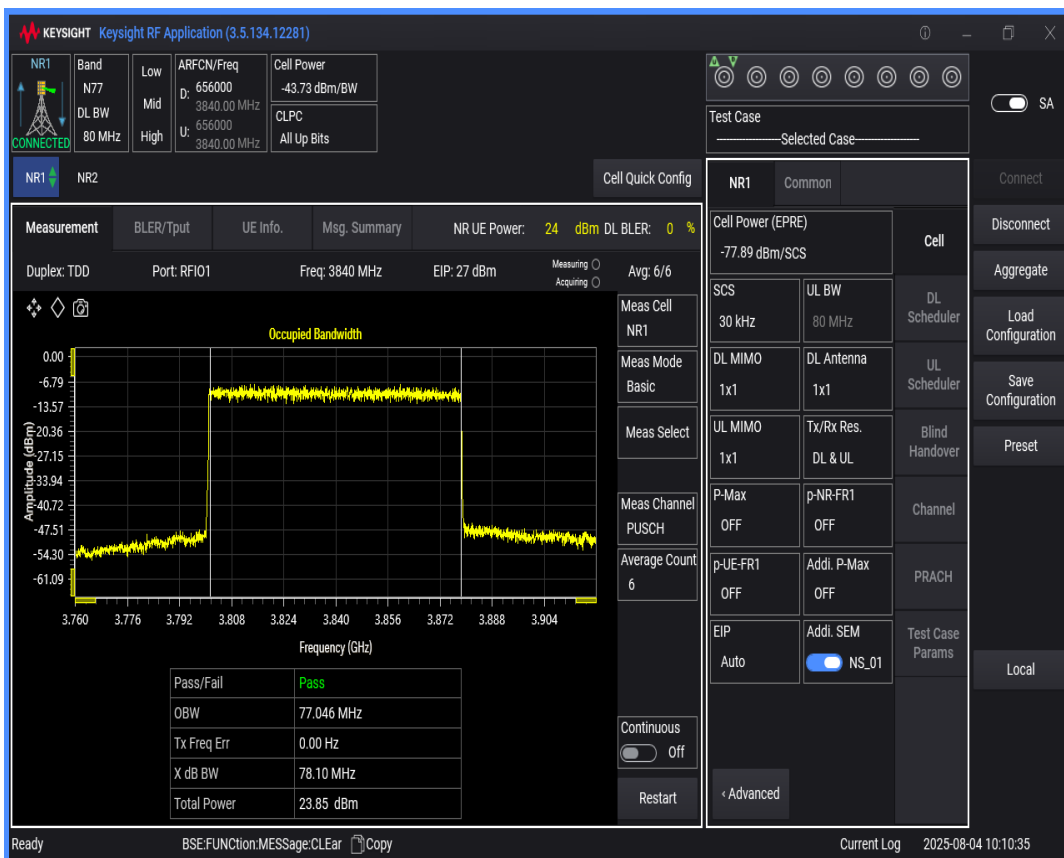 KEYSIGHT Keysight RF Application (3.5.134.12281)
NR1
CONNECTED
Band
N77
DL BW
80 MHz
Low
Mid
High
ARFCN/Freq
D: 656000
3840.00 MHz
U: 656000
3840.00 MHz
Cell Power
-43.73 dBm/BW
CLPC
All Up Bits
Test Case
--------------------Selected Case--------------------
SA
NR1
NR2
Cell Quick Config
Measurement
BLER/Tput
UE Info.
Msg. Summary
NR UE Power: 24 dBm DL BLER: 0 %
Duplex: TDD
Port: RFIO1
Freq: 3840 MHz
EIP: 27 dBm
Measuring
Acquiring
Avg: 6/6
Occupied Bandwidth
Amplitude (dBm)
0.00
-6.79
-13.57
-20.36
-27.15
-33.94
-40.72
-47.51
-54.30
-61.09
3.760 3.776 3.792 3.808 3.824 3.840 3.856 3.872 3.888 3.904
Frequency (GHz)
Pass/Fail Pass
OBW 77.046 MHz
Tx Freq Err 0.00 Hz
X dB BW 78.10 MHz
Total Power 23.85 dBm
Meas Cell
NR1
Meas Mode
Basic
Meas Select
Meas Channel
PUSCH
Average Count
6
Continuous
Off
Restart
NR1
Common
Cell Power (EPRE)
-77.89 dBm/SCS
SCS
30 kHz
UL BW
80 MHz
DL MIMO
1x1
DL Antenna
1x1
UL MIMO
1x1
Tx/Rx Res.
DL & UL
P-Max
OFF
p-NR-FR1
OFF
p-UE-FR1
OFF
Addi. P-Max
OFF
EIP
Auto
Addi. SEM
NS_01
‹ Advanced
Cell
DL
Scheduler
UL
Scheduler
Blind
Handover
Channel
PRACH
Test Case
Params
Connect
Disconnect
Aggregate
Load
Configuration
Save
Configuration
Preset
Local
Ready
BSE:FUNCtion:MESSage:CLEar Copy
Current Log
2025-08-04 10:10:35